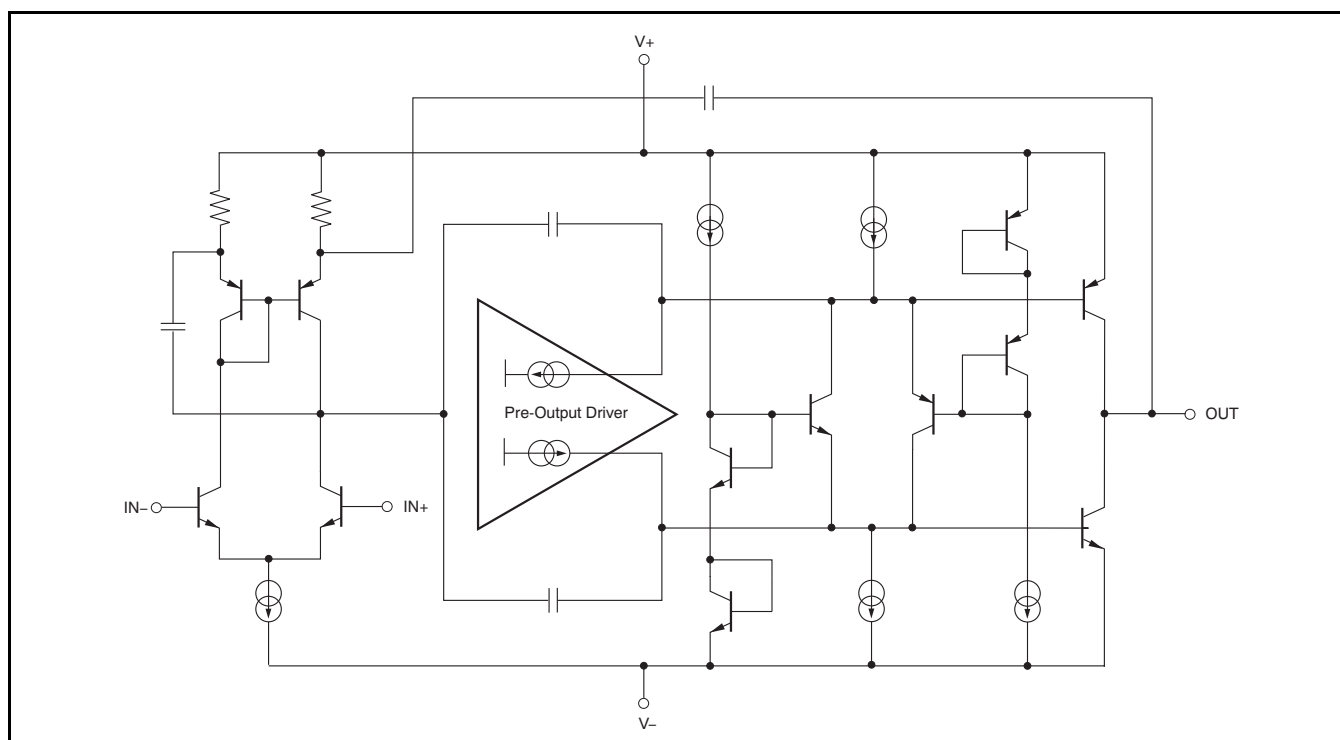 V+
Pre-Output Driver
OUT
IN–
IN+
V–